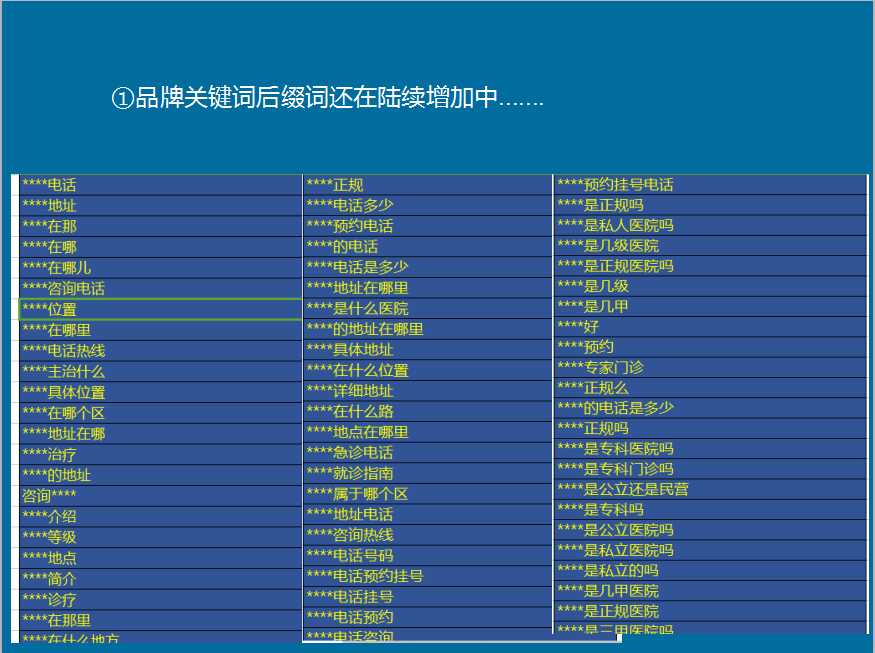 ①品牌关键词后缀词还在陆续增加中.......
****电话
****地址
****在那
****在哪
****在哪儿
****咨询电话
****位置
****在哪里
****电话热线
****主治什么
****具体位置
****在哪个区
****地址在哪
****治疗
****的地址
咨询****
****介绍
****等级
****地点
****简介
****诊疗
****在那里
****在什么地方
****正规
****电话多少
****预约电话
****的电话
****电话是多少
****地址在哪里
****是什么医院
****的地址在哪里
****具体地址
****在什么位置
****详细地址
****在什么路
****地点在哪里
****急诊电话
****就诊指南
****属于哪个区
****地址电话
****咨询热线
****电话号码
****电话预约挂号
****电话挂号
****电话预约
****电话咨询
****预约挂号电话
****是正规吗
****是私人医院吗
****是几级医院
****是正规医院吗
****是几级
****是几甲
****好
****预约
****专家门诊
****正规么
****的电话是多少
****正规吗
****是专科医院吗
****是专科门诊吗
****是公立还是民营
****是专科吗
****是公立医院吗
****是私立医院吗
****是私立的吗
****是几甲医院
****是正规医院
****是三甲医院吗